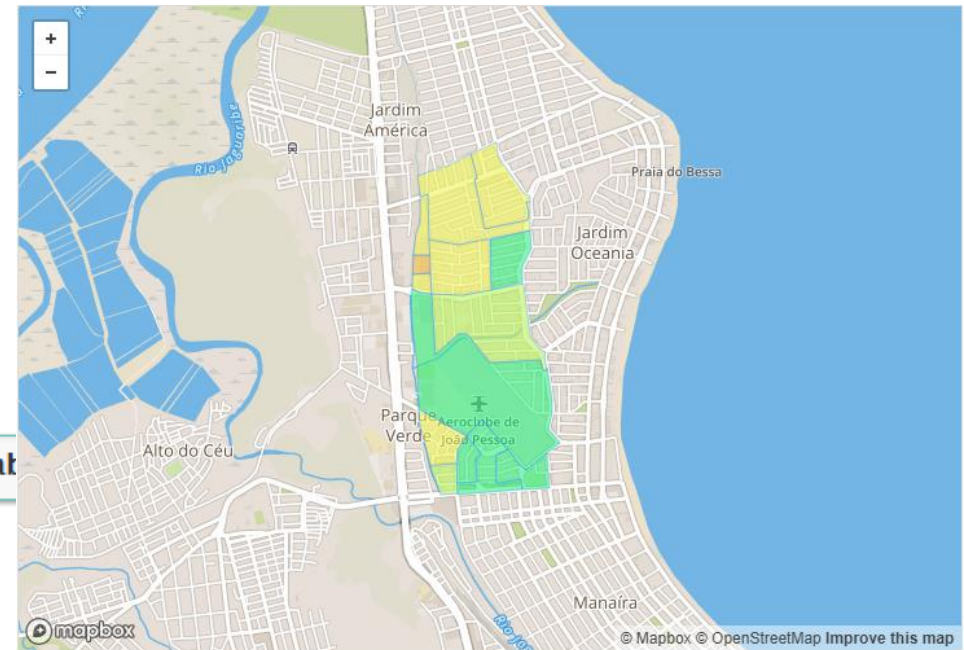 +
−
Jardim
América
Rio Jaguaribe
Praia do Bessa
Jardim
Oceania
Parque
Verde
Aeroclube de
João Pessoa
Alto do Céu
Manaíra
mapbox
© Mapbox © OpenStreetMap Improve this map